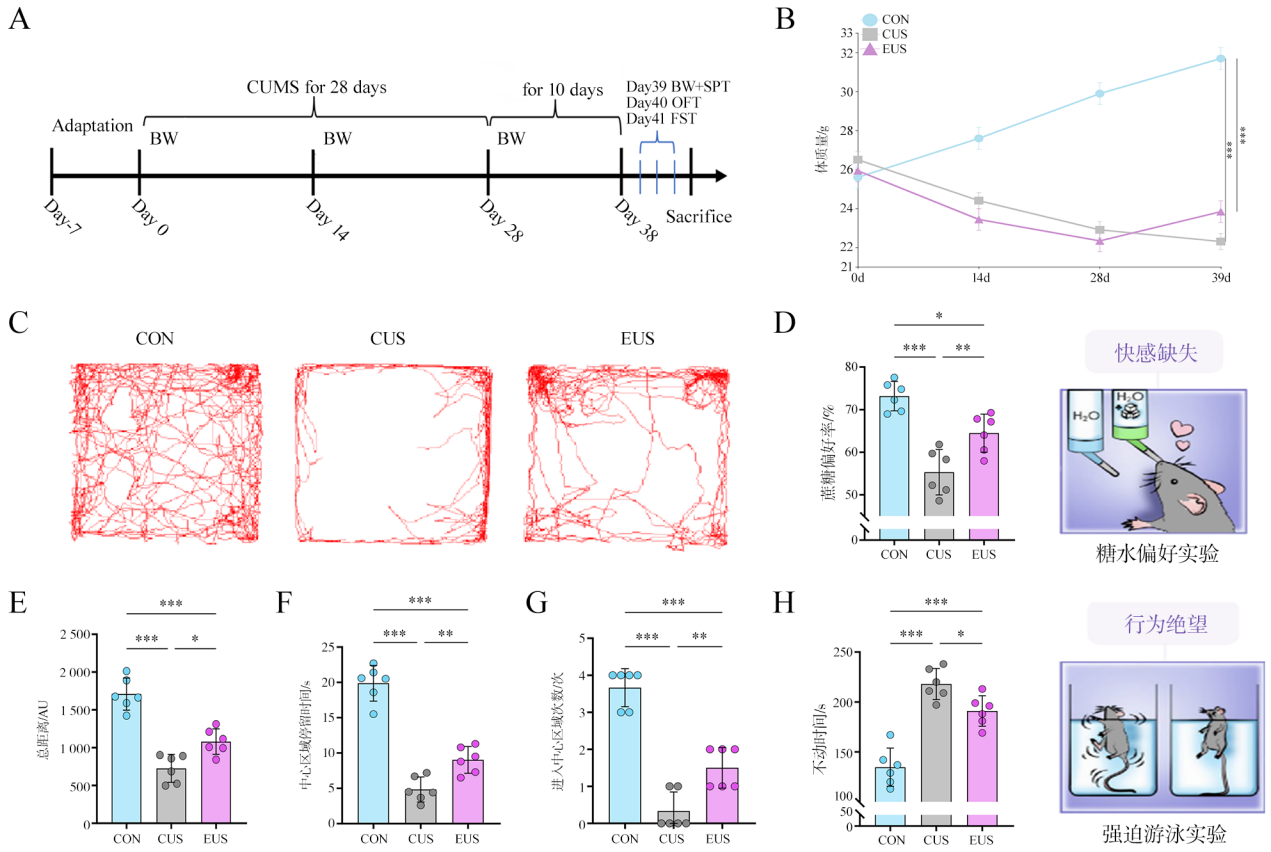 A
CUMS for 28 days
for 10 days
Day39 BW+SPT
Day40 OFT
Day41 FST
Adaptation
BW
BW
BW
Day-7
Day 0
Day 14
Day 28
Day 38
Sacrifice
B
CON
CUS
EUS
体质量/g
33
32
30
28
26
24
22
21
0d
14d
28d
39d
***
***
C
CON
CUS
EUS
D
*
***
**
蔗糖偏好率/%
80
70
60
50
0
CON
CUS
EUS
快感缺失
H₂O
H₂O
糖水偏好实验
E
***
***
*
总距离/AU
2 500
2 000
1 500
1 000
500
0
CON
CUS
EUS
F
***
***
**
中心区域停留时间/s
25
20
15
10
5
0
CON
CUS
EUS
G
***
***
**
进入中心区域次数/次
5
4
3
2
1
0
CON
CUS
EUS
H
***
***
*
不动时间/s
250
200
150
100
50
0
CON
CUS
EUS
行为绝望
强迫游泳实验